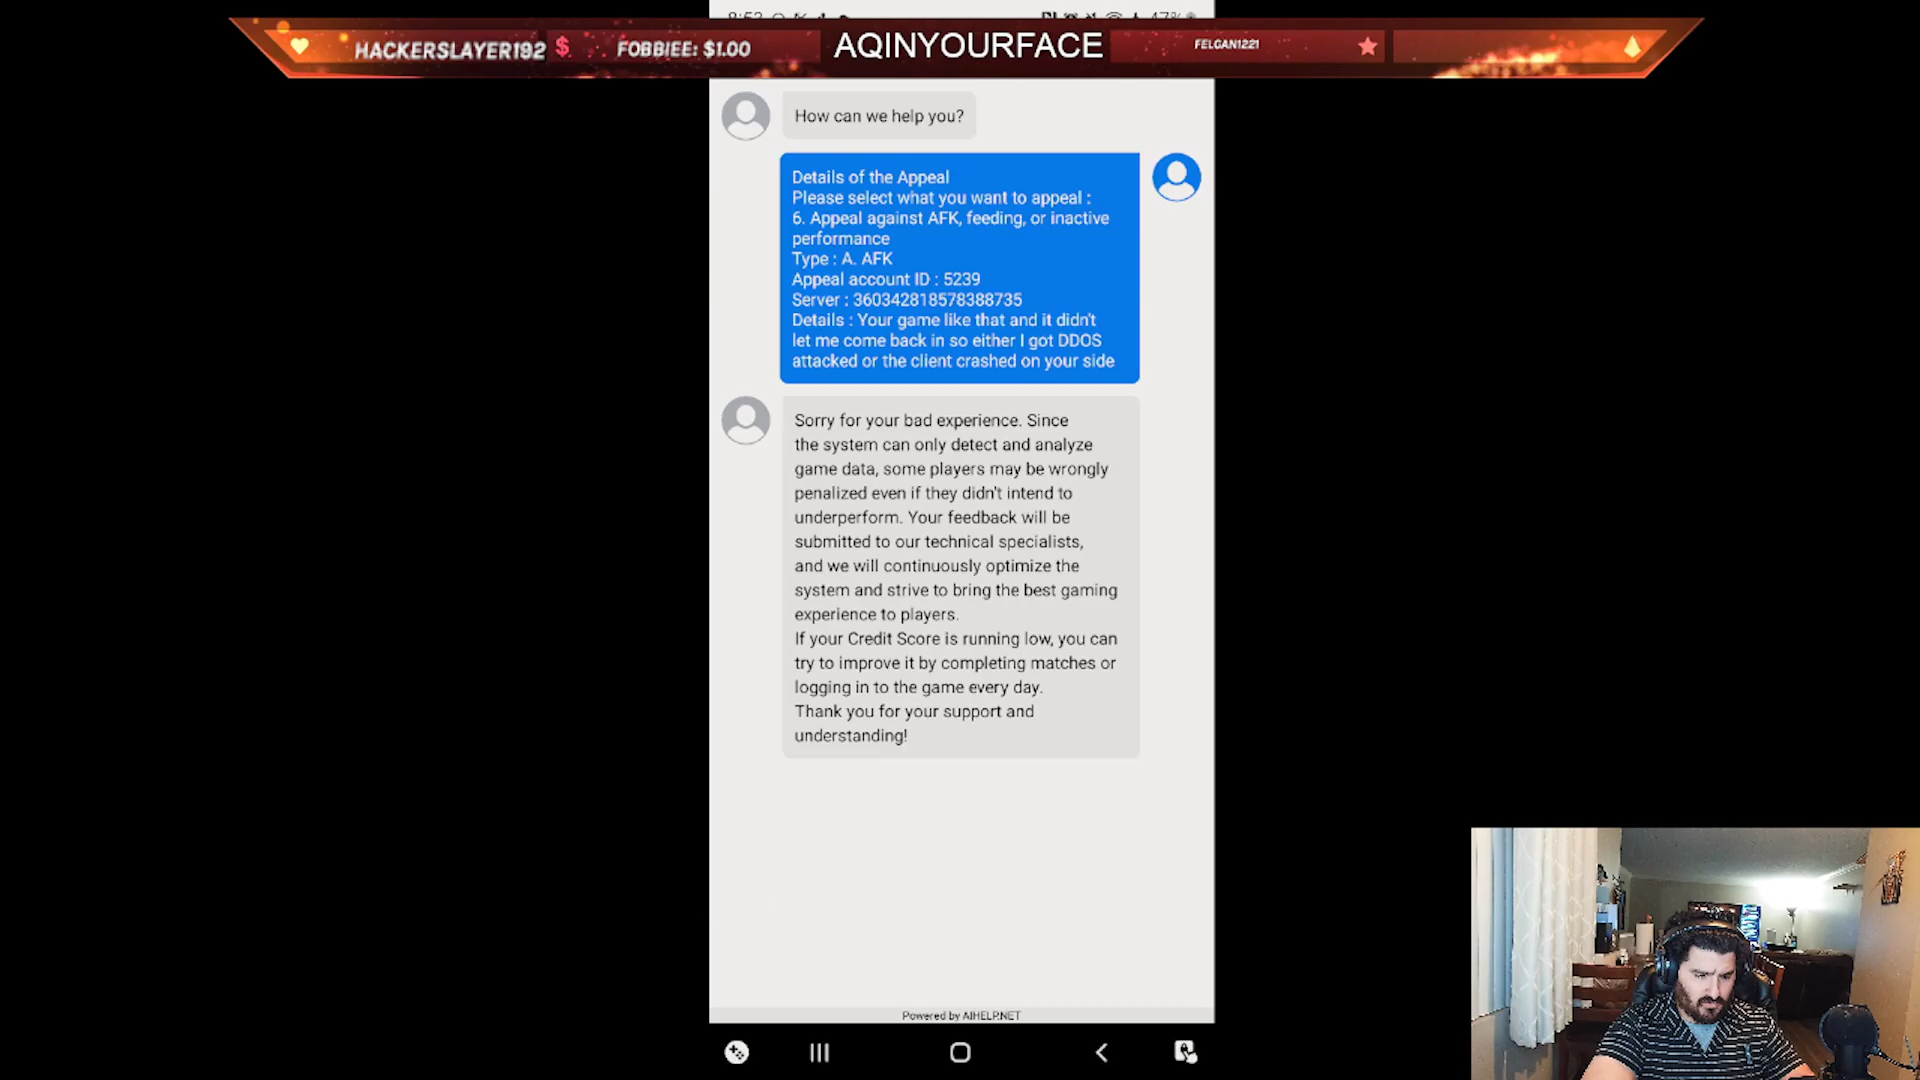 8:53 47%
HACKERSLAYER192 $ FOBBIEE: $1.00 AQINYOURFACE FELGAN1221
How can we help you?
Details of the Appeal
Please select what you want to appeal :
6. Appeal against AFK, feeding, or inactive
performance
Type : A. AFK
Appeal account ID : 5239
Server : 360342818578388735
Details : Your game like that and it didn't
let me come back in so either I got DDOS
attacked or the client crashed on your side
Sorry for your bad experience. Since
the system can only detect and analyze
game data, some players may be wrongly
penalized even if they didn't intend to
underperform. Your feedback will be
submitted to our technical specialists,
and we will continuously optimize the
system and strive to bring the best gaming
experience to players.
If your Credit Score is running low, you can
try to improve it by completing matches or
logging in to the game every day.
Thank you for your support and
understanding!
Powered by AIHELP.NET